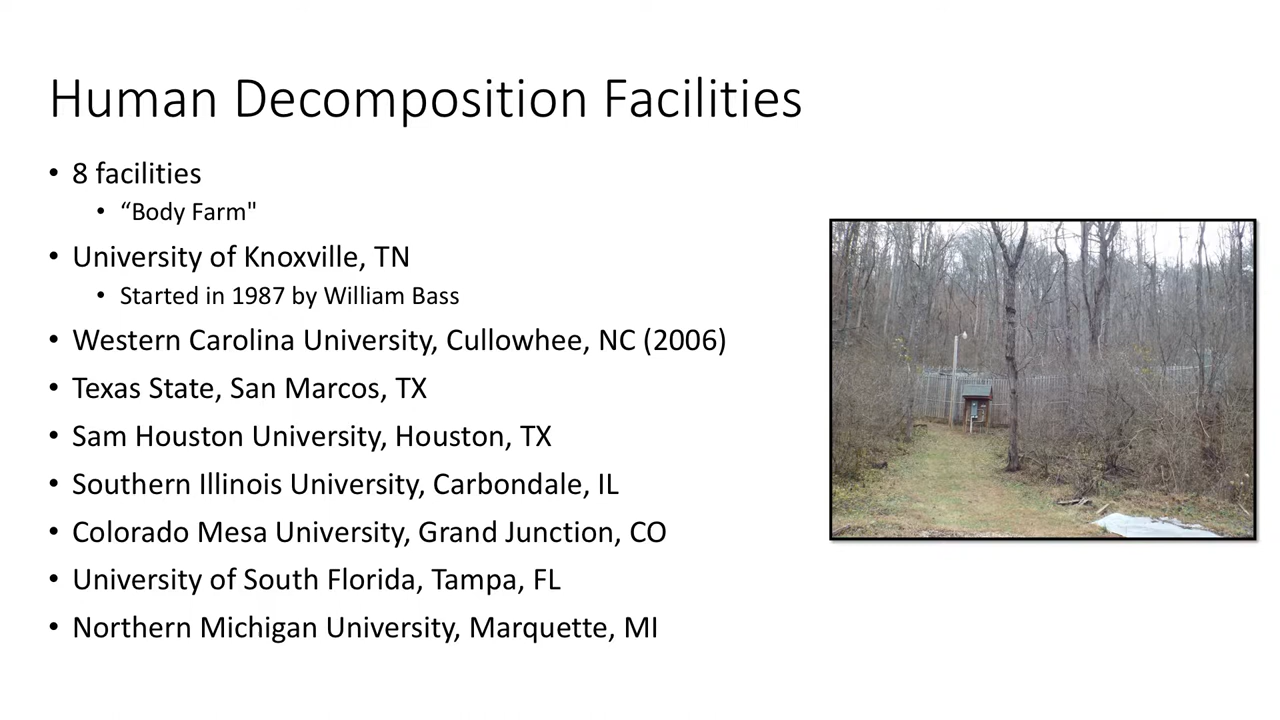 Human Decomposition Facilities
• 8 facilities
• “Body Farm"
• University of Knoxville, TN
• Started in 1987 by William Bass
• Western Carolina University, Cullowhee, NC (2006)
• Texas State, San Marcos, TX
• Sam Houston University, Houston, TX
• Southern Illinois University, Carbondale, IL
• Colorado Mesa University, Grand Junction, CO
• University of South Florida, Tampa, FL
• Northern Michigan University, Marquette, MI